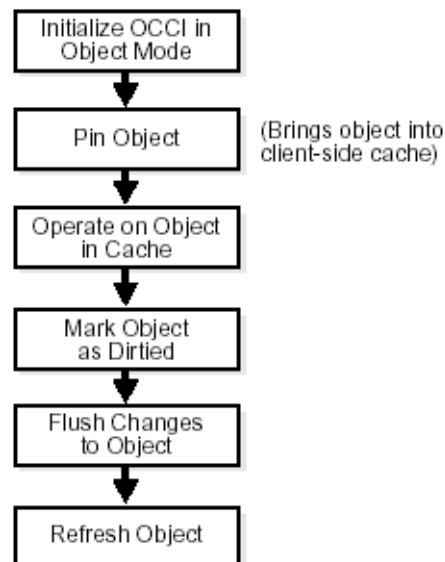 Initialize OCCI in
Object Mode
Pin Object
(Brings object into
client-side cache)
Operate on Object
in Cache
Mark Object
as Dirtied
Flush Changes
to Object
Refresh Object